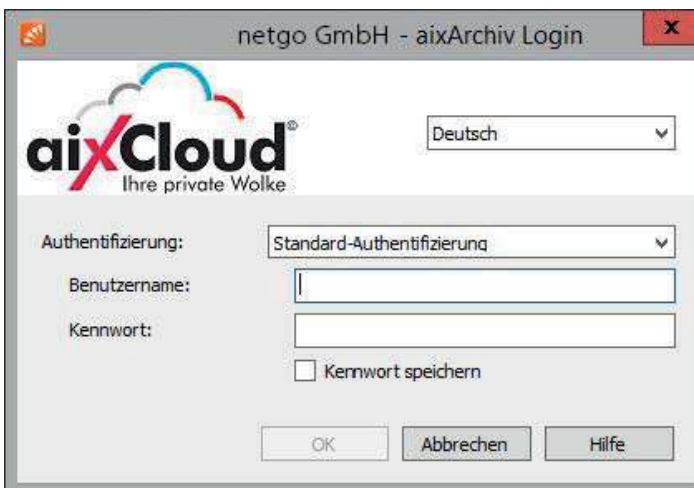 netgo GmbH - aixArchiv Login
x
aixCloud©
Ihre private Wolke
Deutsch
Authentifizierung:
Standard-Authentifizierung
Benutzername:
Kennwort:
Kennwort speichern
OK
Abbrechen
Hilfe